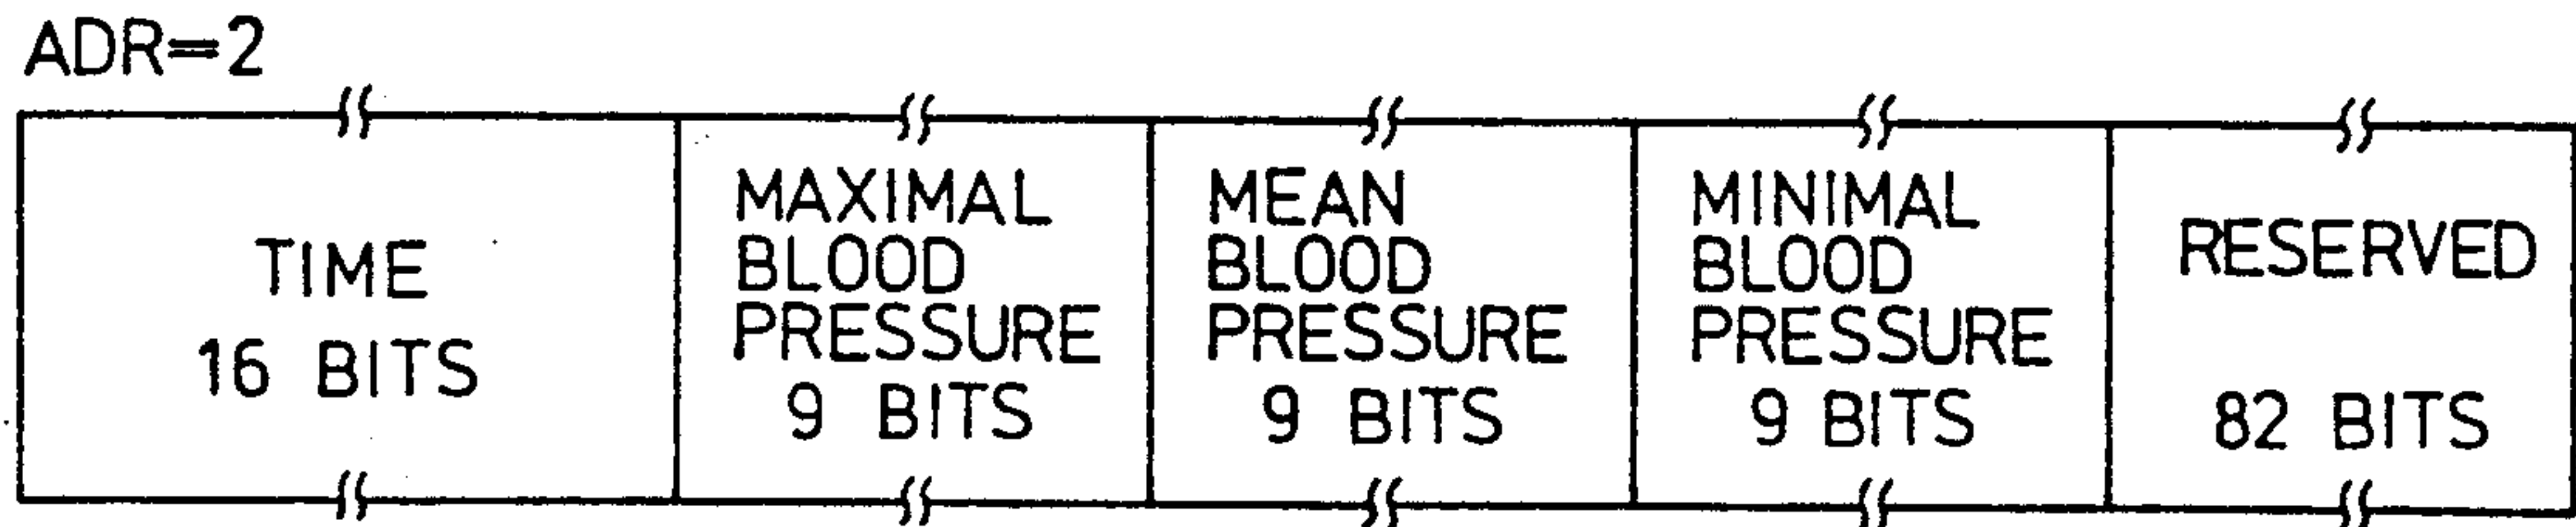 ADR=2
TIME
16 BITS
MAXIMAL
BLOOD
PRESSURE
9 BITS
MEAN
BLOOD
PRESSURE
9 BITS
MINIMAL
BLOOD
PRESSURE
9 BITS
RESERVED
82 BITS